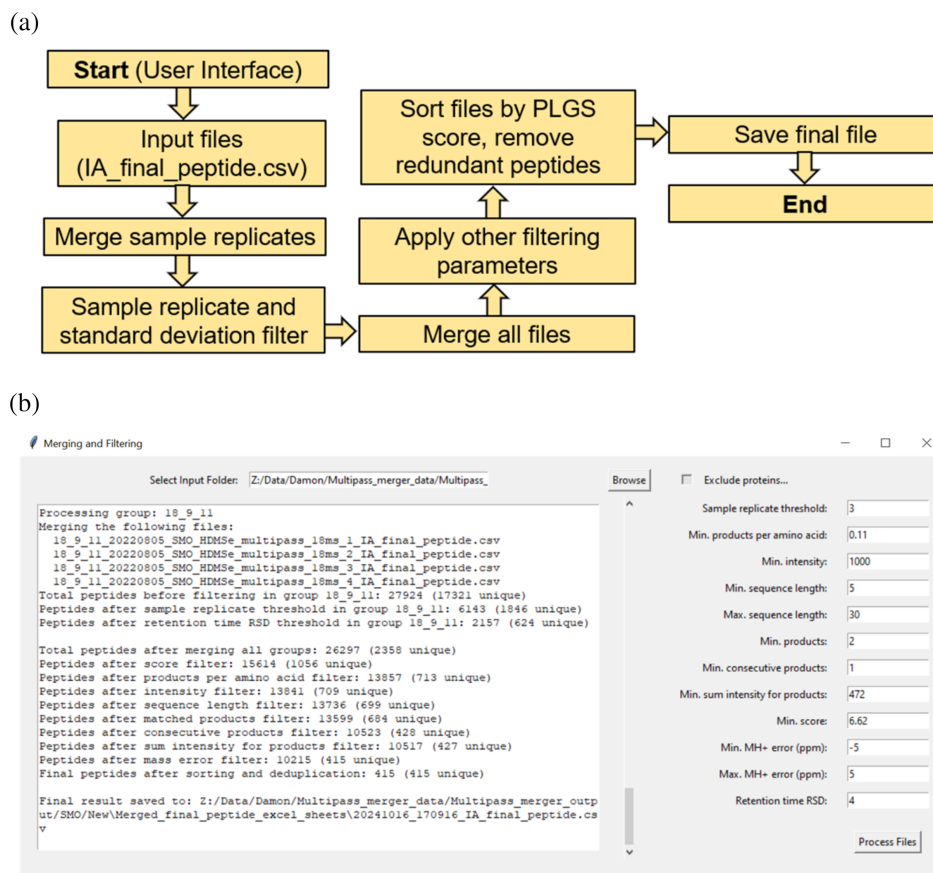 (a)
Start (User Interface)
Input files
(IA_final_peptide.csv)
Merge sample replicates
Sample replicate and
standard deviation filter
Merge all files
Apply other filtering
parameters
Sort files by PLGS
score, remove
redundant peptides
Save final file
End
(b)
Merging and Filtering
Select Input Folder: Z:/Data/Damon/Multipass_merger_data/Multipass_ Browse
Processing group: 18_9_11
Merging the following files:
18_9_11_20220805_SMO_HDMSe_multipass_18ms_1_IA_final_peptide.csv
18_9_11_20220805_SMO_HDMSe_multipass_18ms_2_IA_final_peptide.csv
18_9_11_20220805_SMO_HDMSe_multipass_18ms_3_IA_final_peptide.csv
18_9_11_20220805_SMO_HDMSe_multipass_18ms_4_IA_final_peptide.csv
Total peptides before filtering in group 18_9_11: 27924 (17321 unique)
Peptides after sample replicate threshold in group 18_9_11: 6143 (1846 unique)
Peptides after retention time RSD threshold in group 18_9_11: 2157 (624 unique)
Total peptides after merging all groups: 26297 (2358 unique)
Peptides after score filter: 15614 (1056 unique)
Peptides after products per amino acid filter: 13857 (713 unique)
Peptides after intensity filter: 13841 (709 unique)
Peptides after sequence length filter: 13736 (699 unique)
Peptides after matched products filter: 13599 (684 unique)
Peptides after consecutive products filter: 10523 (428 unique)
Peptides after sum intensity for products filter: 10517 (427 unique)
Peptides after mass error filter: 10215 (415 unique)
Final peptides after sorting and deduplication: 415 (415 unique)
Final result saved to: Z:/Data/Damon/Multipass_merger_data/Multipass_merger_outp
ut/SMO/New\Merged_final_peptide_excel_sheets\20241016_170916_IA_final_peptide.cs
v
Exclude proteins...
Sample replicate threshold: 3
Min. products per amino acid: 0.11
Min. intensity: 1000
Min. sequence length: 5
Max. sequence length: 30
Min. products: 2
Min. consecutive products: 1
Min. sum intensity for products: 472
Min. score: 6.62
Min. MH+ error (ppm): -5
Max. MH+ error (ppm): 5
Retention time RSD: 4
Process Files